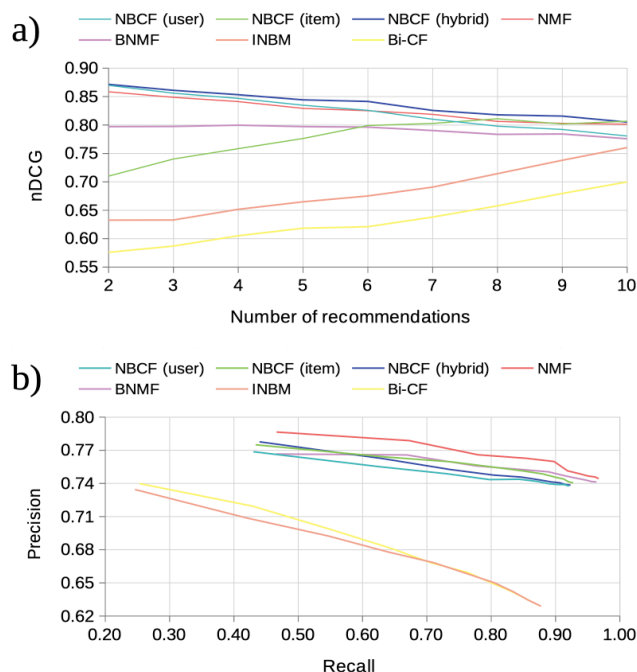 a)
NBCF (user) NBCF (item) NBCF (hybrid) NMF
BNMF INBM Bi-CF
nDCG
0.90
0.85
0.80
0.75
0.70
0.65
0.60
0.55
2 3 4 5 6 7 8 9 10
Number of recommendations
b)
NBCF (user) NBCF (item) NBCF (hybrid) NMF
BNMF INBM Bi-CF
Precision
0.80
0.77
0.74
0.71
0.68
0.65
0.62
0.20 0.30 0.40 0.50 0.60 0.70 0.80 0.90 1.00
Recall